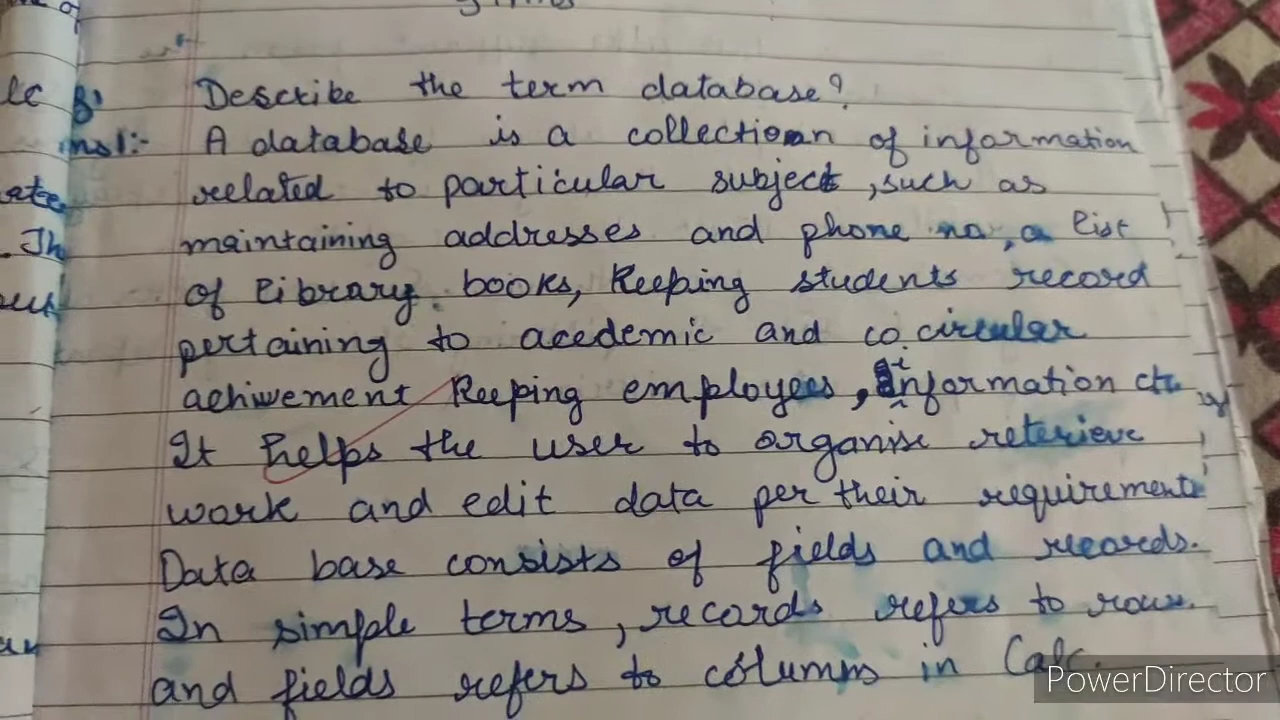 Describe the term database?
Ans1:- A database is a collection of information
related to particular subject, such as
maintaining addresses and phone no, a list
of library books, Keeping students record
pertaining to acedemic and co. circular
achivement Keeping employees, Information etc
It helps the user to organise reterieve
work and edit data per their requirements
Data base consists of fields and records.
In simple terms, records refers to rows
and fields refers to columns in Calc.
PowerDirector